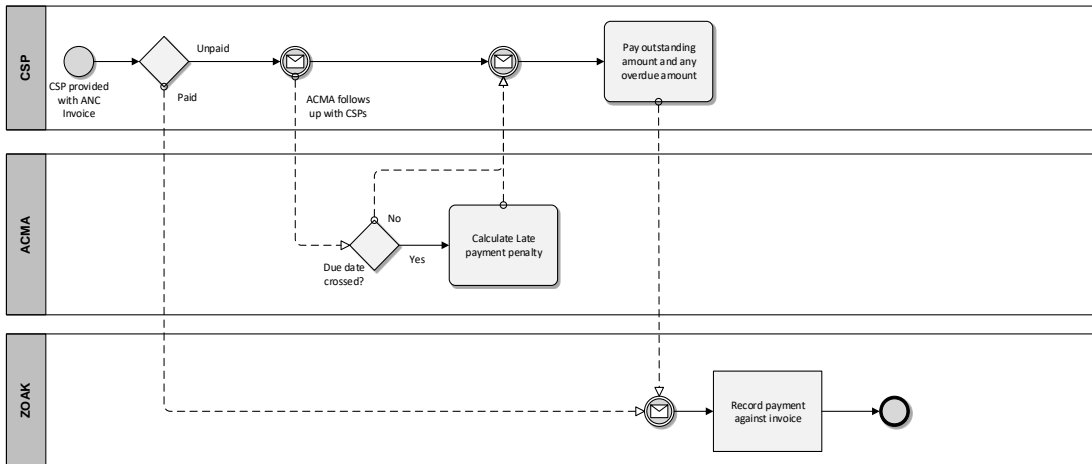 CSP
CSP provided
with ANC
Invoice
Unpaid
Paid
ACMA follows
up with CSPs
Pay outstanding
amount and any
overdue amount
ACMA
Due date
crossed?
No
Yes
Calculate Late
payment penalty
ZOAK
Record payment
against invoice